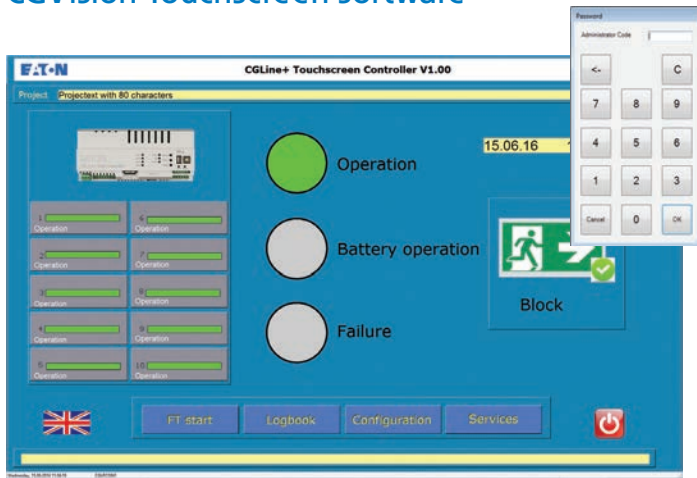 CGVision Touchscreen Software
Password
Administrator Code
<-
C
7 8 9
4 5 6
1 2 3
Cancel 0 OK
EATON
CGLine+ Touchscreen Controller V1.00
Project Projectext with 80 characters
15.06.16
Operation
Battery operation
Failure
Block
1 6
Operation Operation
2 7
Operation Operation
3 8
Operation Operation
4 9
Operation Operation
5 10
Operation Operation
FT start Logbook Configuration Services